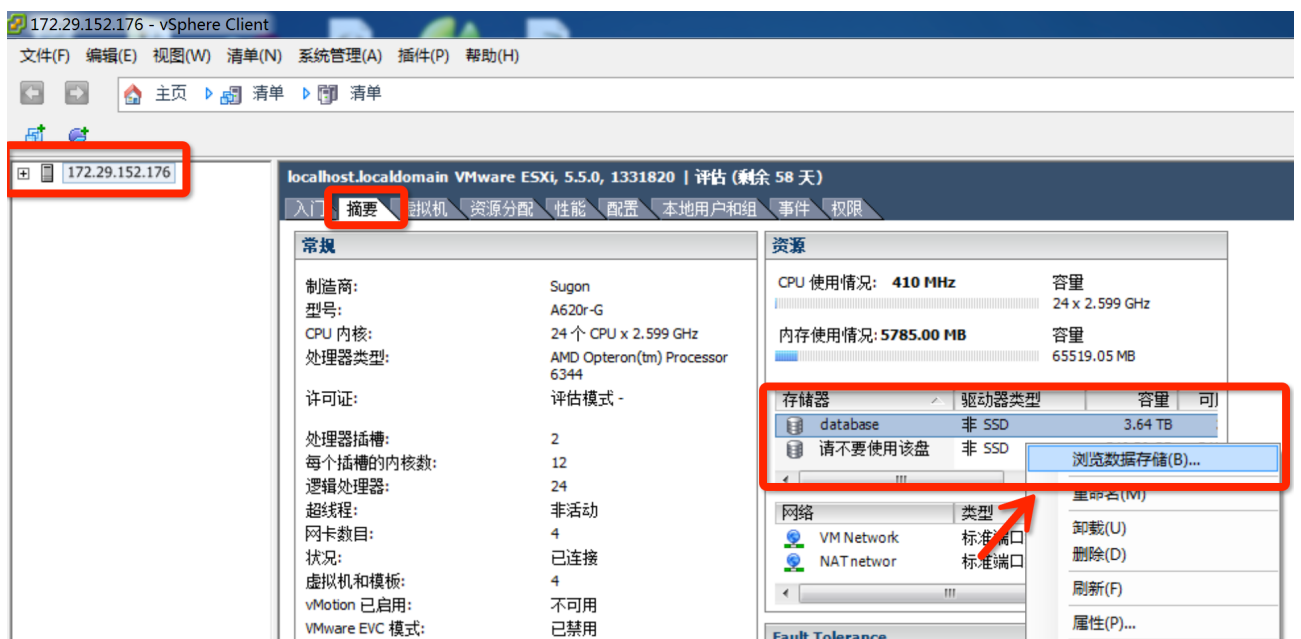 172.29.152.176 - vSphere Client
文件(F) 编辑(E) 视图(W) 清单(N) 系统管理(A) 插件(P) 帮助(H)
主页 清单 清单
172.29.152.176
localhost.localdomain VMware ESXi, 5.5.0, 1331820 | 评估 (剩余 58 天)
入门 摘要 虚拟机 资源分配 性能 配置 本地用户和组 事件 权限
常规
制造商: Sugon
型号: A620r-G
CPU 内核: 24 个 CPU x 2.599 GHz
处理器类型: AMD Opteron(tm) Processor
6344
许可证: 评估模式 -
处理器插槽: 2
每个插槽的内核数: 12
逻辑处理器: 24
超线程: 非活动
网卡数目: 4
状况: 已连接
虚拟机和模板: 4
vMotion 已启用: 不可用
VMware EVC 模式: 已禁用
资源
CPU 使用情况: 410 MHz 容量
24 x 2.599 GHz
内存使用情况: 5785.00 MB 容量
65519.05 MB
存储器 驱动器类型 容量
database 非 SSD 3.64 TB
请不要使用该盘 非 SSD
浏览数据存储(B)...
重命名(M)
卸载(U)
删除(D)
刷新(F)
属性(P)...
网络 类型
VM Network 标准端口
NAT networ 标准端口
Fault Tolerance